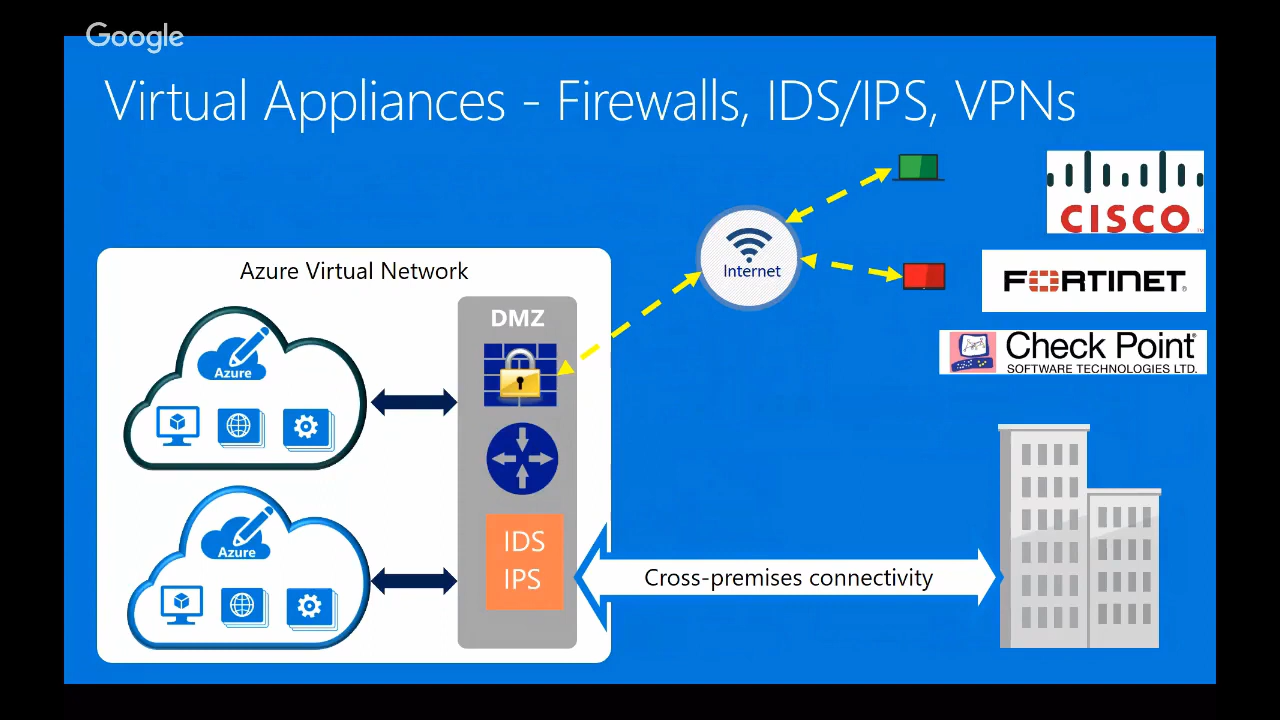 Google
Virtual Appliances - Firewalls, IDS/IPS, VPNs
CISCO
TM
Internet
FORTINET®
Azure Virtual Network
DMZ
Check Point®
SOFTWARE TECHNOLOGIES LTD.
Azure
Azure
IDS
IPS
Cross-premises connectivity